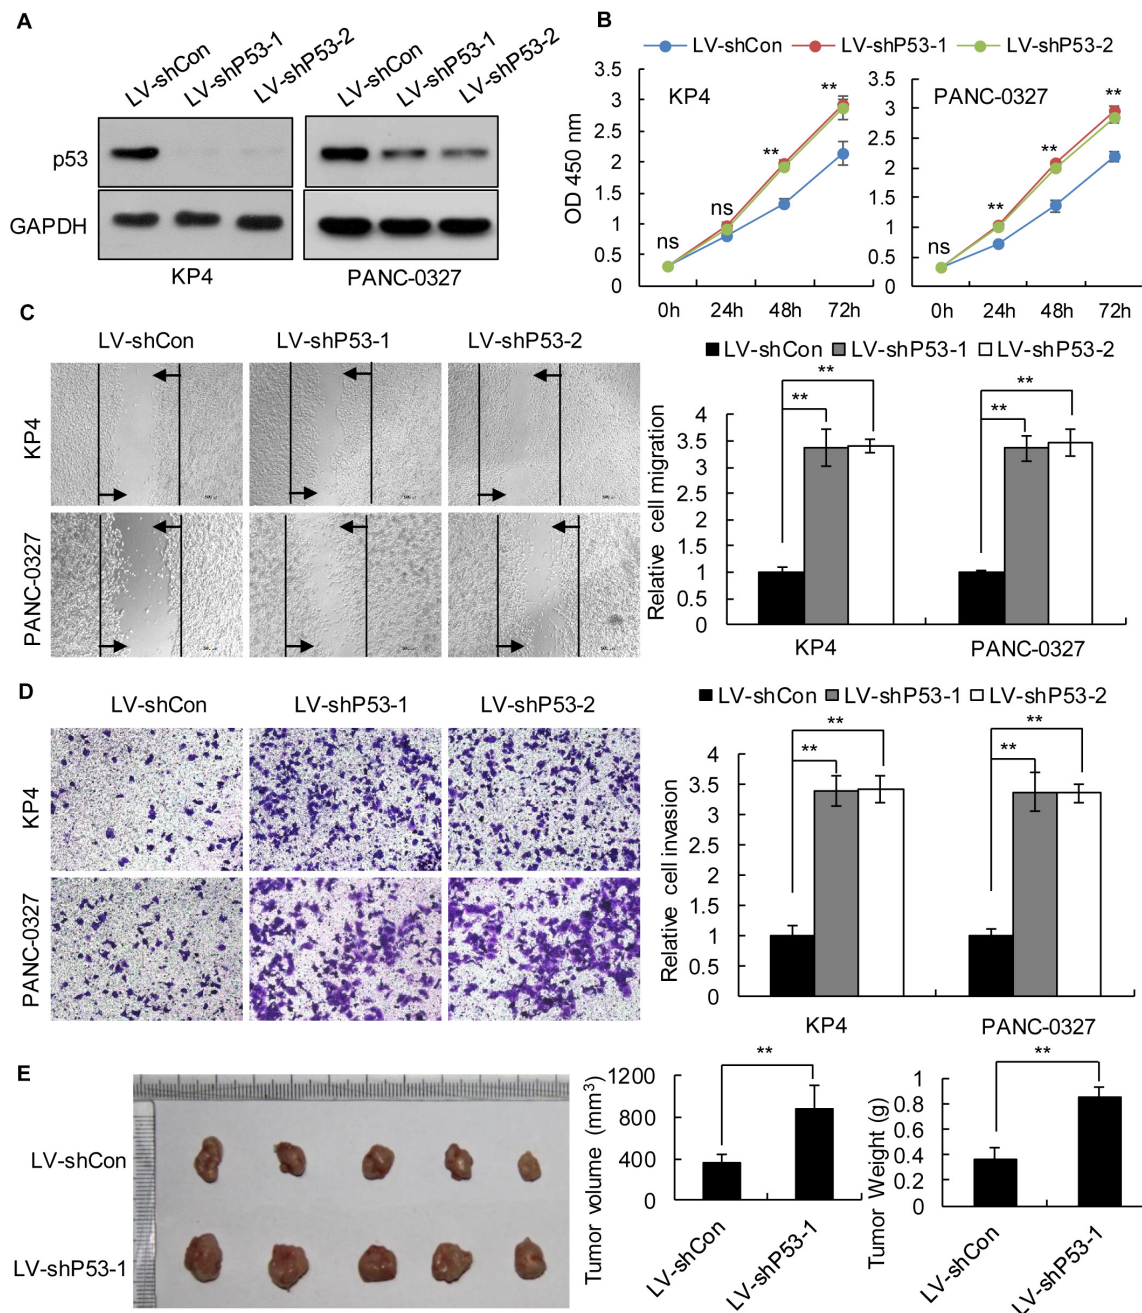 A
LV-shCon LV-shP53-1 LV-shP53-2 LV-shCon LV-shP53-1 LV-shP53-2
p53
GAPDH
KP4 PANC-0327
B
LV-shCon LV-shP53-1 LV-shP53-2
OD 450 nm
KP4
3.5
3
2.5
2
1.5
1
0.5
0
ns ns ** **
0h 24h 48h 72h
PANC-0327
3.5
3
2.5
2
1.5
1
0.5
0
ns ** ** **
0h 24h 48h 72h
C
LV-shCon LV-shP53-1 LV-shP53-2
KP4
PANC-0327
LV-shCon LV-shP53-1 LV-shP53-2
Relative cell migration
4
3.5
3
2.5
2
1.5
1
0.5
0
** ** ** **
KP4 PANC-0327
D
LV-shCon LV-shP53-1 LV-shP53-2
KP4
PANC-0327
LV-shCon LV-shP53-1 LV-shP53-2
Relative cell invasion
4
3.5
3
2.5
2
1.5
1
0.5
0
** ** ** **
KP4 PANC-0327
E
LV-shCon
LV-shP53-1
Tumor volume (mm³)
1200
800
400
0
**
LV-shCon LV-shP53-1
Tumor Weight (g)
1
0.8
0.6
0.4
0.2
0
**
LV-shCon LV-shP53-1